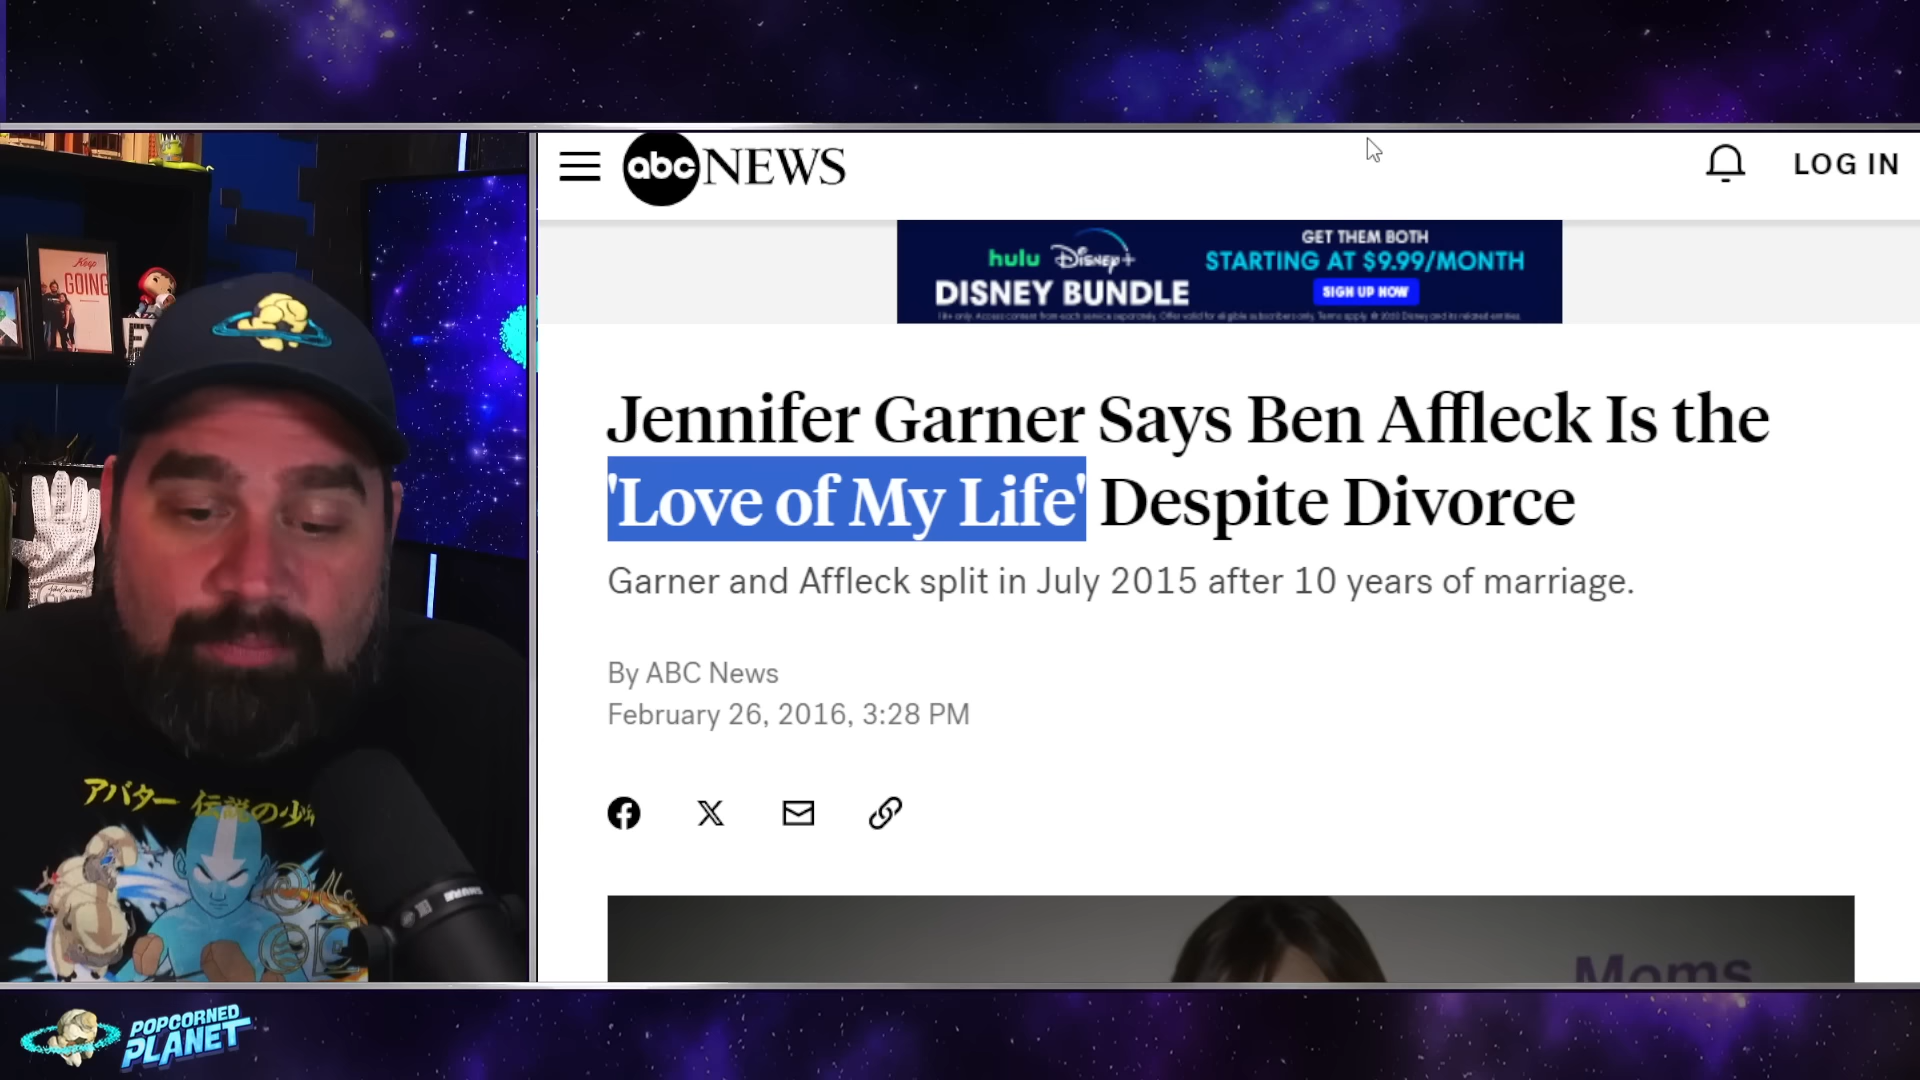 abc NEWS
LOG IN
hulu Disney+
DISNEY BUNDLE
GET THEM BOTH
STARTING AT $9.99/MONTH
SIGN UP NOW
Jennifer Garner Says Ben Affleck Is the
'Love of My Life' Despite Divorce
Garner and Affleck split in July 2015 after 10 years of marriage.
By ABC News
February 26, 2016, 3:28 PM
Moms
Keep
GOING
アバター 伝説の少
POPCORNED
PLANET